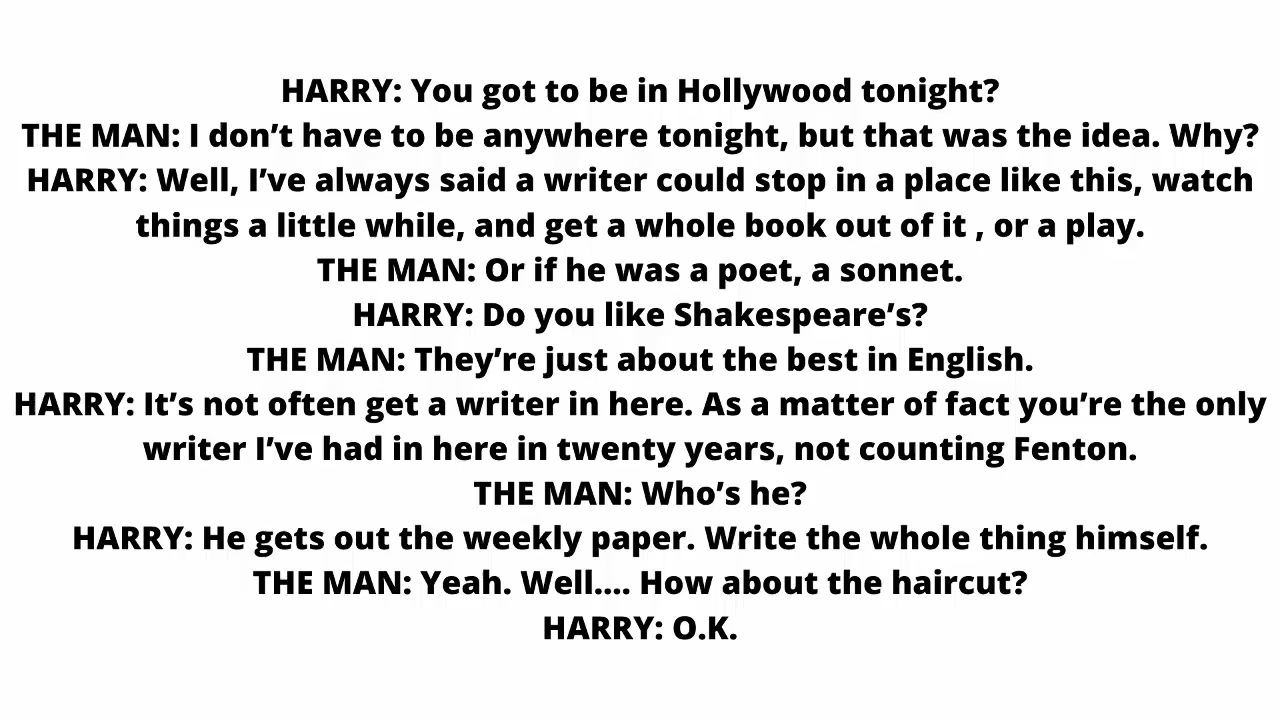 HARRY: You got to be in Hollywood tonight?
THE MAN: I don’t have to be anywhere tonight, but that was the idea. Why?
HARRY: Well, I’ve always said a writer could stop in a place like this, watch
things a little while, and get a whole book out of it , or a play.
THE MAN: Or if he was a poet, a sonnet.
HARRY: Do you like Shakespeare’s?
THE MAN: They’re just about the best in English.
HARRY: It’s not often get a writer in here. As a matter of fact you’re the only
writer I’ve had in here in twenty years, not counting Fenton.
THE MAN: Who’s he?
HARRY: He gets out the weekly paper. Write the whole thing himself.
THE MAN: Yeah. Well.... How about the haircut?
HARRY: O.K.